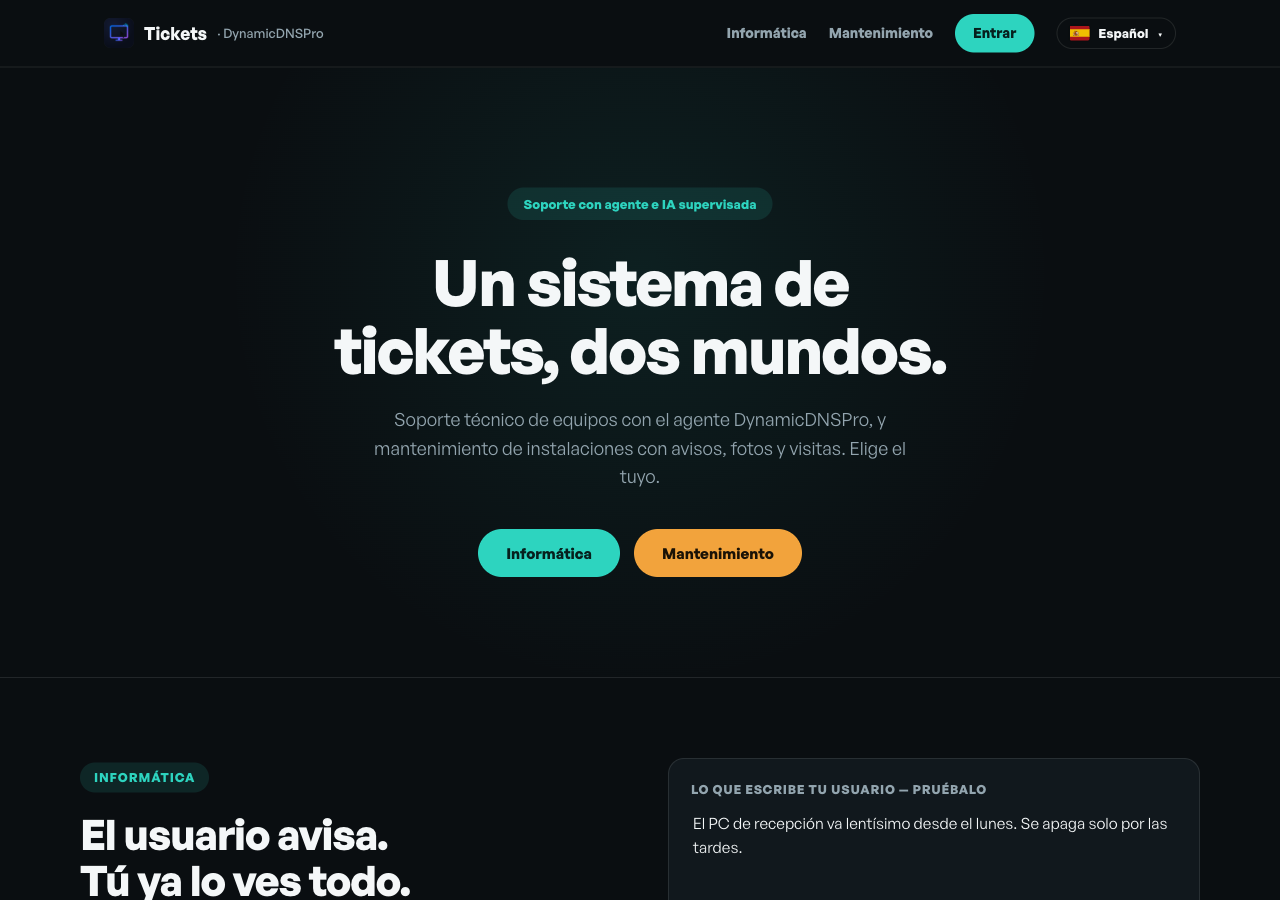 Tickets · DynamicDNSPro
Informática
Mantenimiento
Entrar
Español
Soporte con agente e IA supervisada
Un sistema de
tickets, dos mundos.
Soporte técnico de equipos con el agente DynamicDNSPro, y
mantenimiento de instalaciones con avisos, fotos y visitas. Elige el
tuyo.
Informática
Mantenimiento
INFORMÁTICA
El usuario avisa.
Tú ya lo ves todo.
LO QUE ESCRIBE TU USUARIO — PRUÉBALO
El PC de recepción va lentísimo desde el lunes. Se apaga solo por las
tardes.